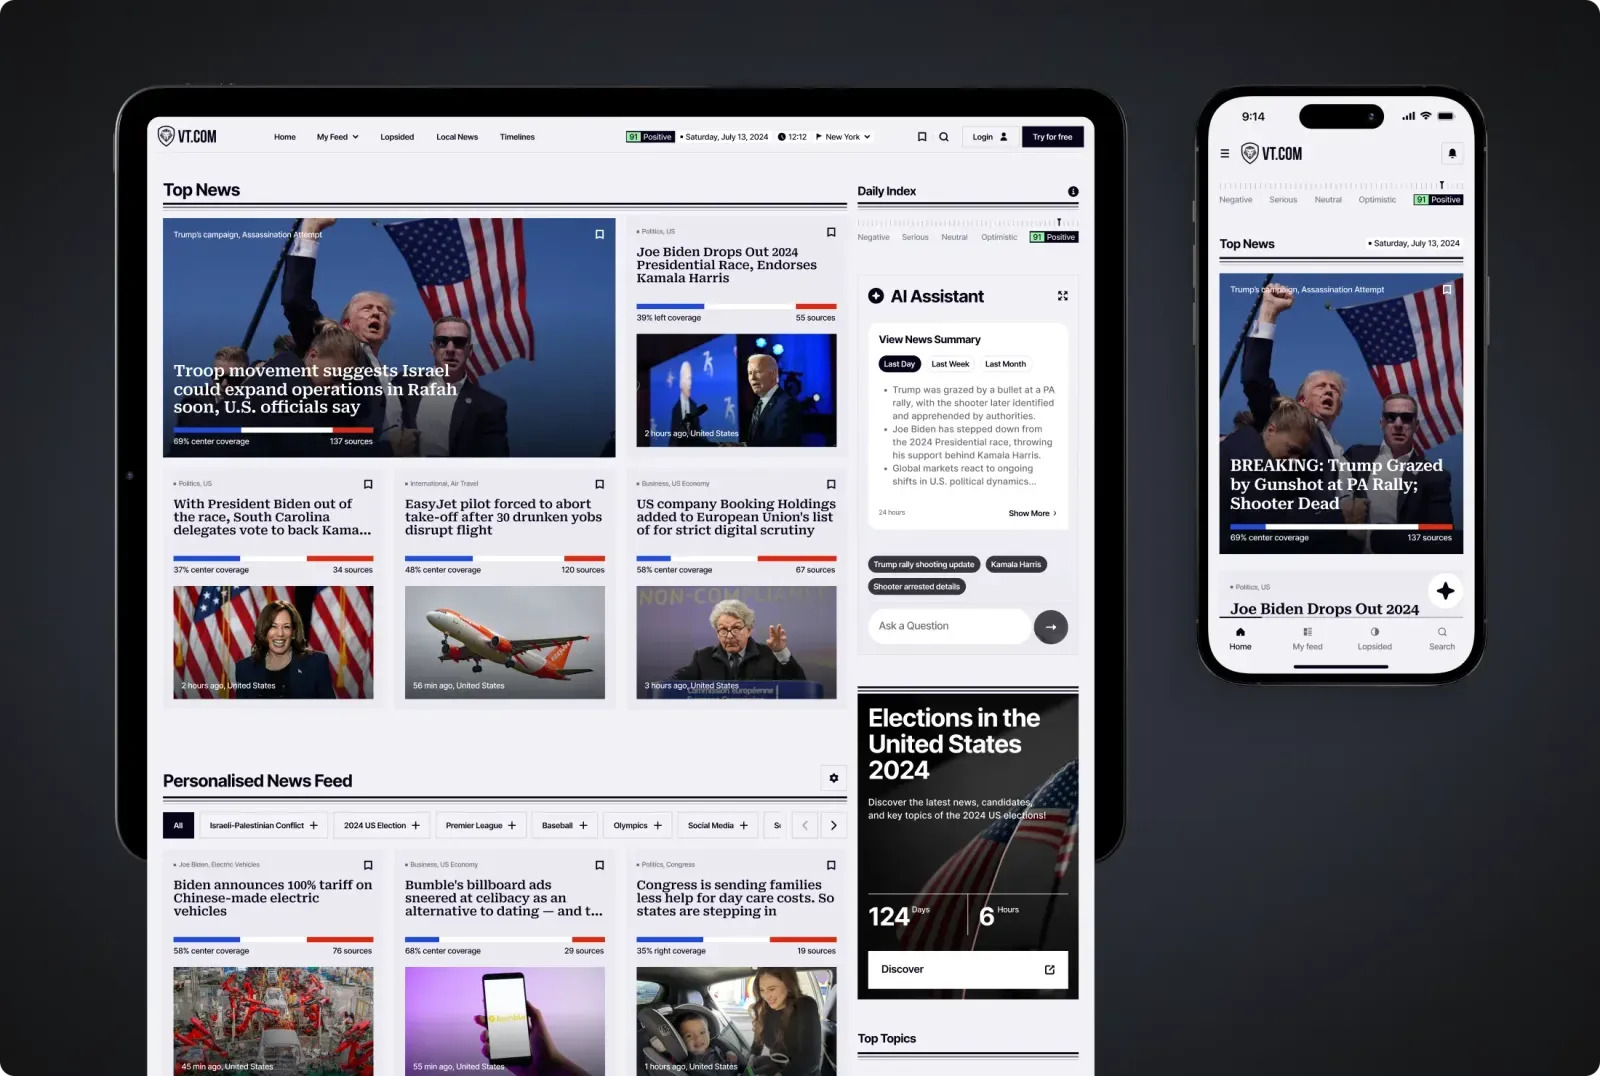 VT.COM
Home
My Feed
Lopsided
Local News
Timelines
91 Positive
• Saturday, July 13, 2024
12:12
New York
Login
Try for free
Top News
Trump's campaign, Assassination Attempt
Troop movement suggests Israel
could expand operations in Rafah
soon, U.S. officials say
69% center coverage
137 sources
• Politics, US
Joe Biden Drops Out 2024
Presidential Race, Endorses
Kamala Harris
39% left coverage
55 sources
2 hours ago, United States
• Politics, US
With President Biden out of
the race, South Carolina
delegates vote to back Kama...
37% center coverage
34 sources
2 hours ago, United States
• International, Air Travel
EasyJet pilot forced to abort
take-off after 30 drunken yobs
disrupt flight
48% center coverage
120 sources
56 min ago, United States
• Business, US Economy
US company Booking Holdings
added to European Union's list
of for strict digital scrutiny
58% center coverage
67 sources
NON-COMPLIANCE
3 hours ago, United States
Commission européenne
Daily Index
Negative
Serious
Neutral
Optimistic
91 Positive
AI Assistant
View News Summary
Last Day
Last Week
Last Month
• Trump was grazed by a bullet at a PA
rally, with the shooter later identified
and apprehended by authorities.
• Joe Biden has stepped down from
the 2024 Presidential race, throwing
his support behind Kamala Harris.
• Global markets react to ongoing
shifts in U.S. political dynamics...
24 hours
Show More
Trump rally shooting update
Kamala Harris
Shooter arrested details
Ask a Question
Elections in the
United States
2024
Discover the latest news, candidates,
and key topics of the 2024 US elections!
124 Days
6 Hours
Discover
Top Topics
Personalised News Feed
All
Israeli-Palestinian Conflict +
2024 US Election +
Premier League +
Baseball +
Olympics +
Social Media +
• Joe Biden, Electric Vehicles
Biden announces 100% tariff on
Chinese-made electric
vehicles
58% center coverage
76 sources
45 min ago, United States
• Business, US Economy
Bumble's billboard ads
sneered at celibacy as an
alternative to dating — and t...
68% center coverage
29 sources
bumble
55 min ago, United States
• Politics, Congress
Congress is sending families
less help for day care costs. So
states are stepping in
35% right coverage
19 sources
1 hours ago, United States
9:14
VT.COM
Negative
Serious
Neutral
Optimistic
91 Positive
Top News
• Saturday, July 13, 2024
Trump's campaign, Assassination Attempt
BREAKING: Trump Grazed
by Gunshot at PA Rally;
Shooter Dead
69% center coverage
137 sources
• Politics, US
Joe Biden Drops Out 2024
Home
My feed
Lopsided
Search